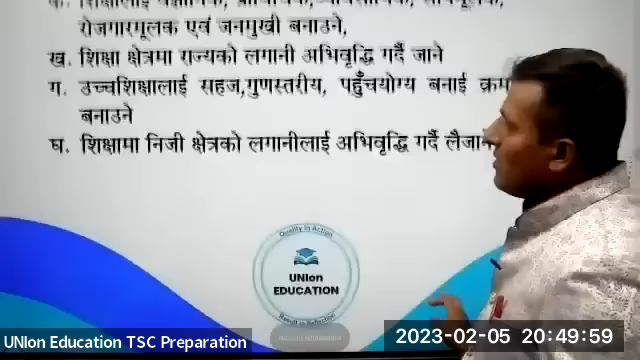 रोजगारमूलक एवं जनमुखी बनाउने,
ख. शिक्षा क्षेत्रमा राज्यको लगानी अभिवृद्धि गर्दै जाने
ग. उच्चशिक्षालाई सहज,गुणस्तरीय, पहुँचयोग्य बनाई क्रम
बनाउने
घ. शिक्षामा निजी क्षेत्रको लगानीलाई अभिवृद्धि गर्दै लैजान
Quality in Action
UNIon
EDUCATION
UNIon Education TSC Preparation
2023-02-05 20:49:59